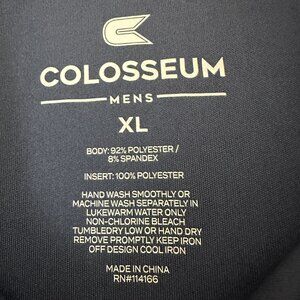 COLOSSEUM
MENS
XL
BODY: 92% POLYESTER /
8% SPANDEX
INSERT: 100% POLYESTER
HAND WASH SMOOTHLY OR
MACHINE WASH SEPARATELY IN
LUKEWARM WATER ONLY
NON-CHLORINE BLEACH
TUMBLEDRY LOW OR HAND DRY
REMOVE PROMPTLY KEEP IRON
OFF DESIGN COOL IRON
MADE IN CHINA
RN#114166